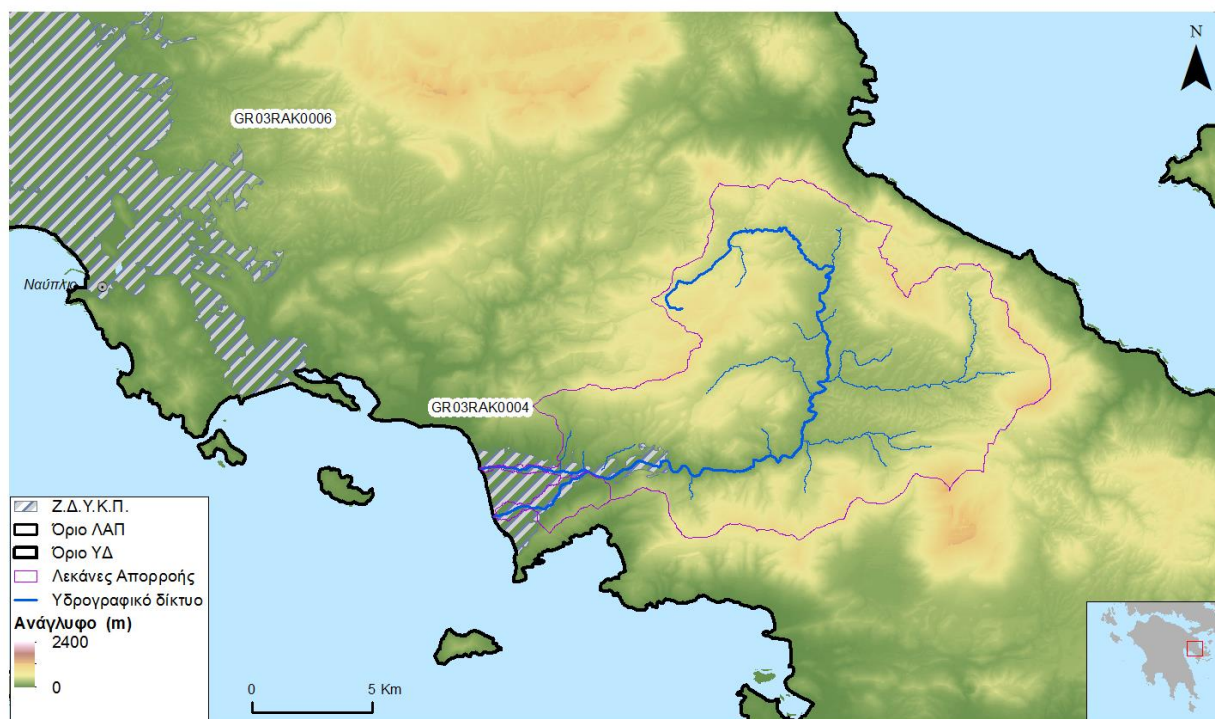 N
GR03RAK0006
Ναύπλιο
GR03RAK0004
Ζ.Δ.Υ.Κ.Π.
Όριο ΛΑΠ
Όριο ΥΔ
Λεκάνες Απορροής
Υδρογραφικό δίκτυο
Ανάγλυφο (m)
2400
0
0 5 Km